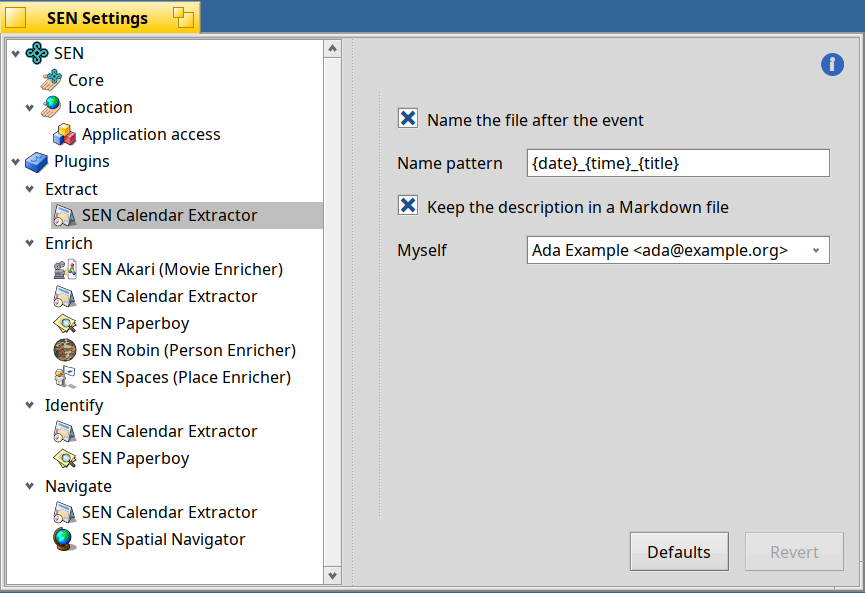 SEN Settings
SEN
Core
Location
Application access
Plugins
Extract
SEN Calendar Extractor
Enrich
SEN Akari (Movie Enricher)
SEN Calendar Extractor
SEN Paperboy
SEN Robin (Person Enricher)
SEN Spaces (Place Enricher)
Identify
SEN Calendar Extractor
SEN Paperboy
Navigate
SEN Calendar Extractor
SEN Spatial Navigator
Name the file after the event
Name pattern {date}_{time}_{title}
Keep the description in a Markdown file
Myself Ada Example <ada@example.org>
Defaults Revert